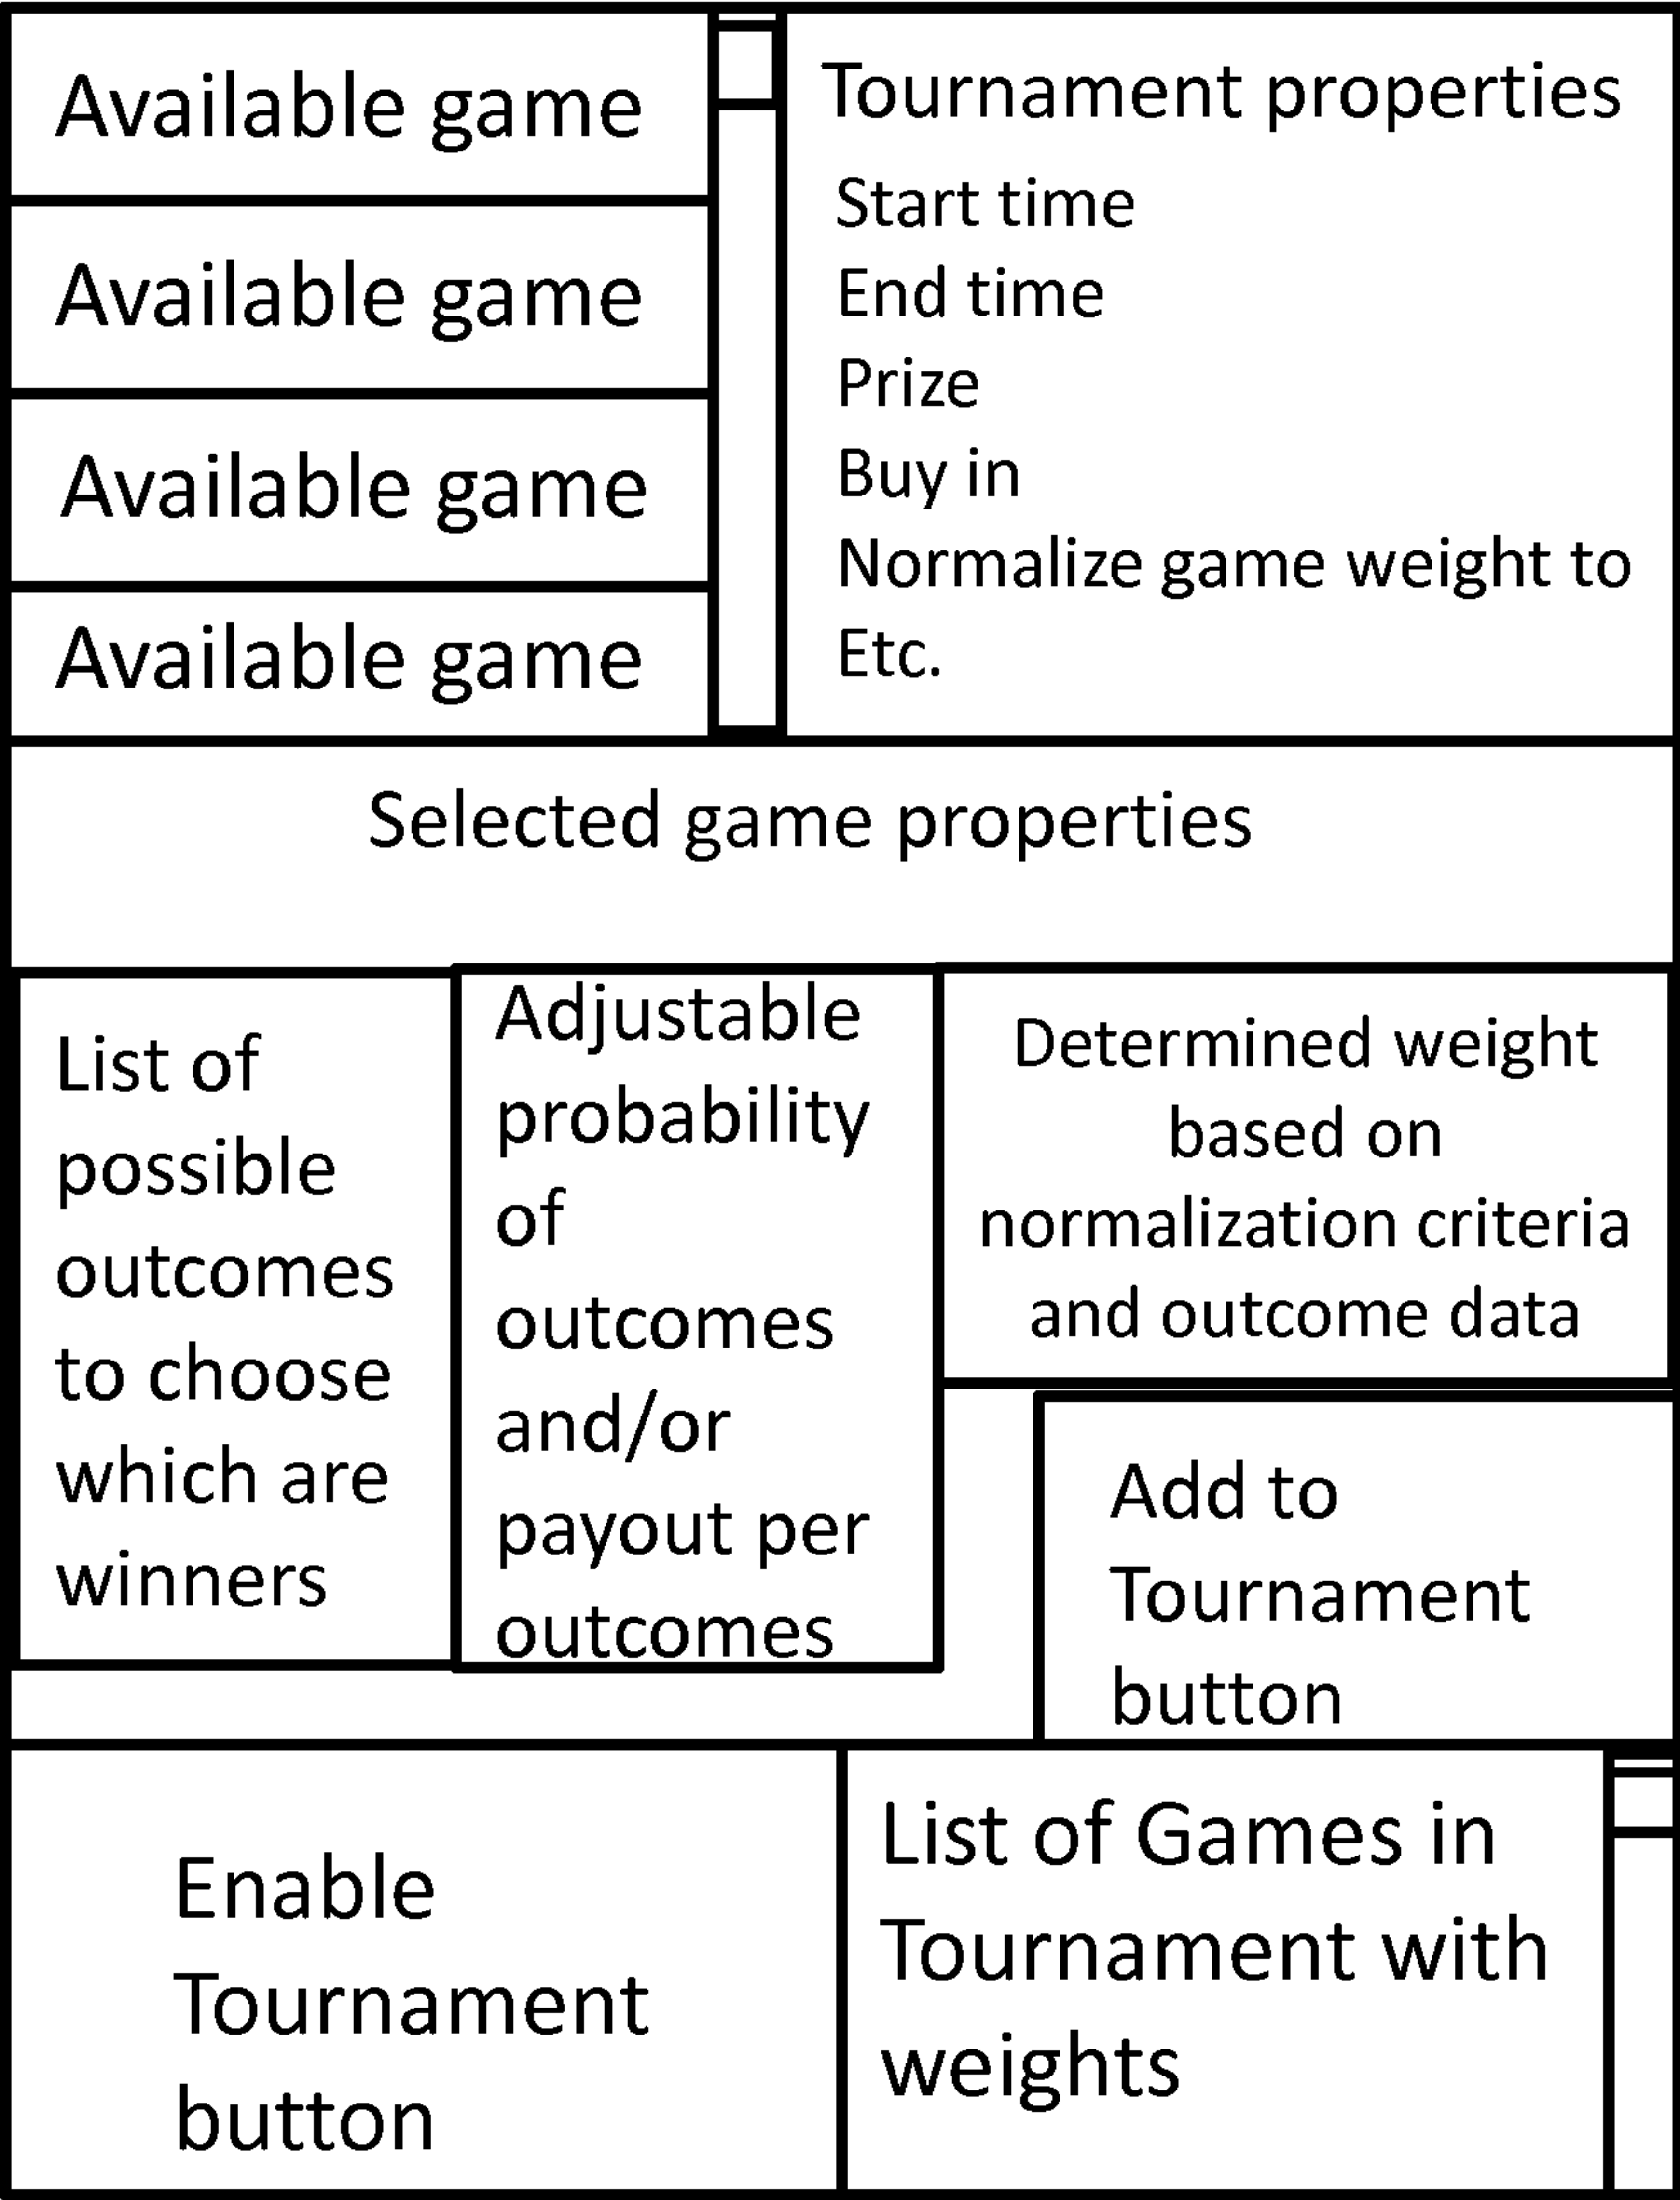 Available game
Available game
Available game
Available game
Tournament properties
Start time
End time
Prize
Buy in
Normalize game weight to
Etc.
Selected game properties
List of
possible
outcomes
to choose
which are
winners
Adjustable
probability
of
outcomes
and/or
payout per
outcomes
Determined weight
based on
normalization criteria
and outcome data
Add to
Tournament
button
Enable
Tournament
button
List of Games in
Tournament with
weights